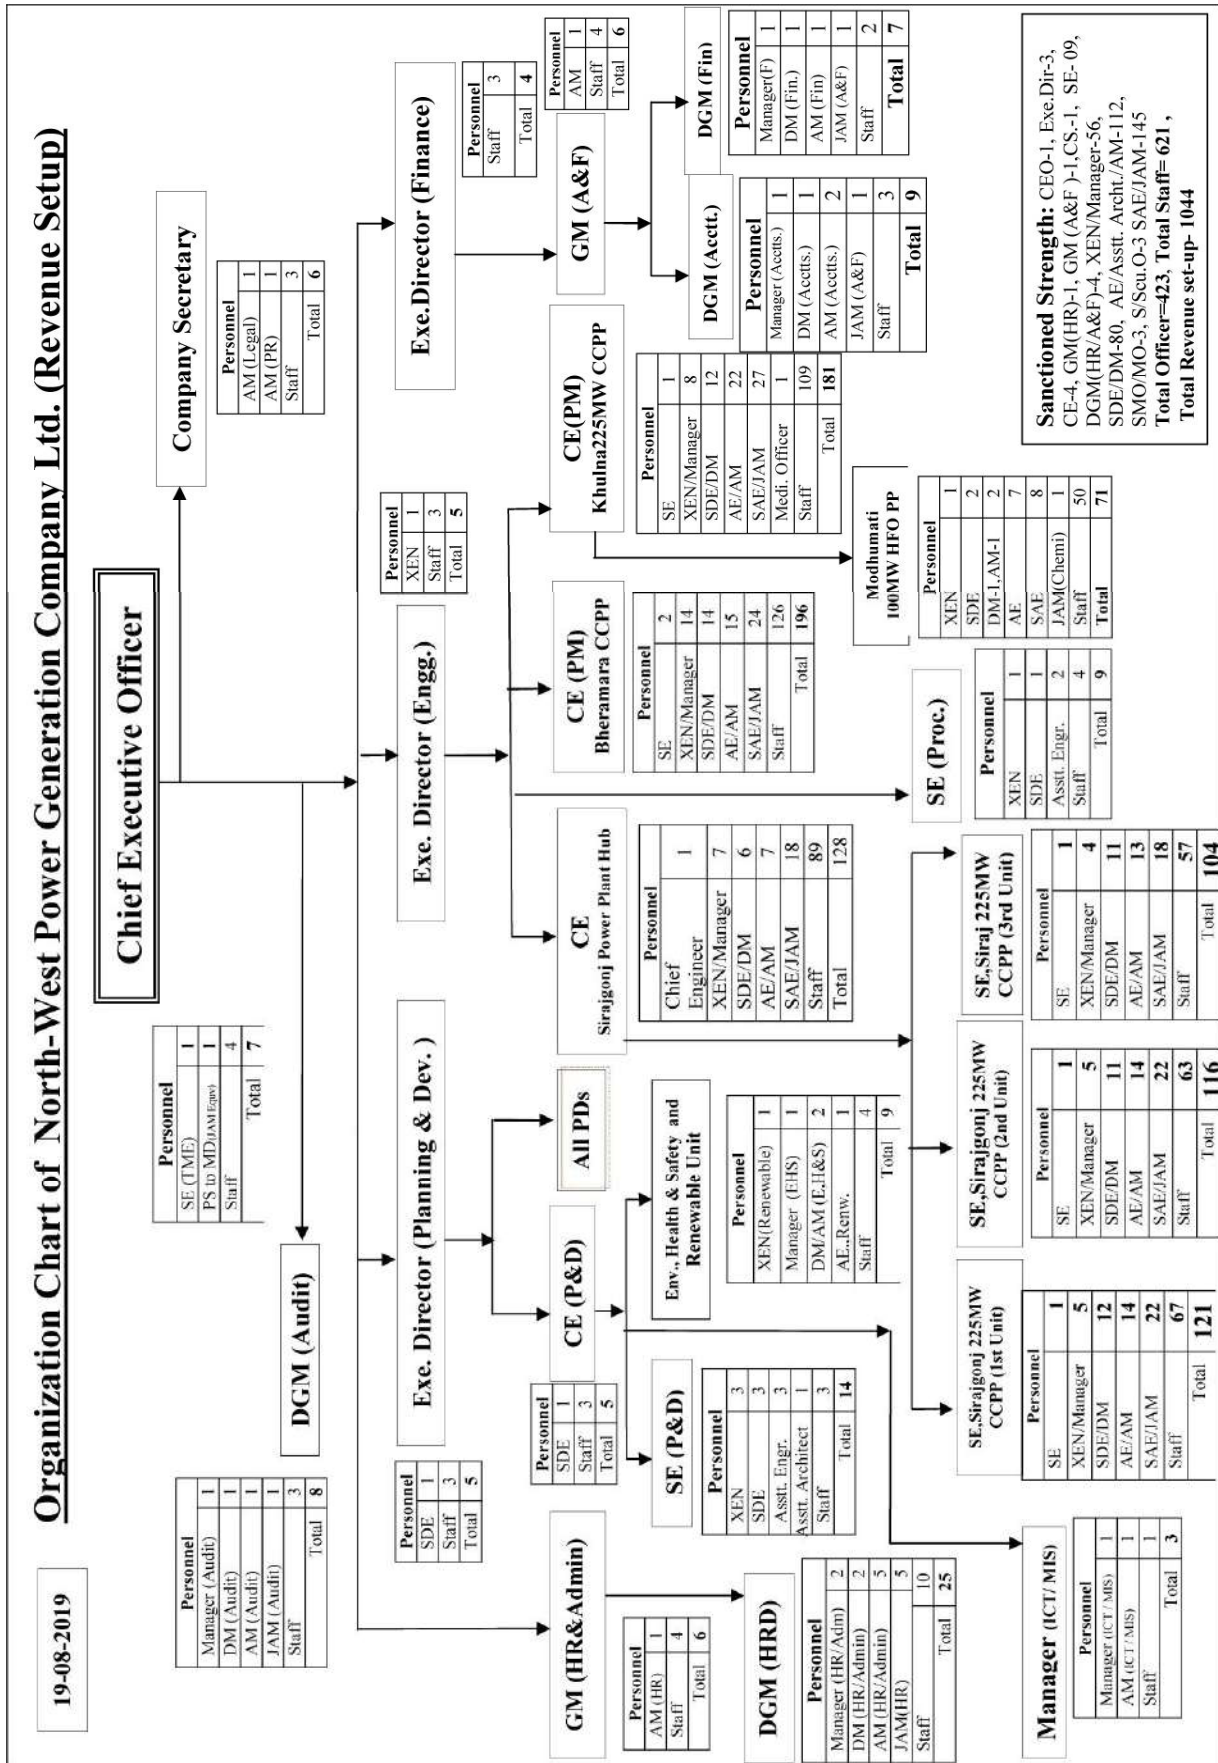 19-08-2019
Organization Chart of North-West Power Generation Company Ltd. (Revenue Setup)
Chief Executive Officer
Personnel
SE (TME) 1
PS to MD(JAM Equv) 1
Staff 4
Total 7
Company Secretary
Personnel
AM (Legal) 1
AM (PR) 1
Staff 3
Total 6
DGM (Audit)
Personnel
Manager (Audit) 1
DM (Audit) 1
AM (Audit) 1
JAM (Audit) 1
Staff 3
Total 8
GM (HR&Admin)
Personnel
AM (HR) 1
Staff 4
Total 6
DGM (HRD)
Personnel
Manager (HR/Adm) 2
DM (HR/Admin) 2
AM (HR/Admin) 5
JAM(HR) 5
Staff 10
Total 25
Exe. Director (Planning & Dev. )
Personnel
SDE 1
Staff 3
Total 5
CE (P&D)
Personnel
SDE 1
Staff 3
Total 5
All PDs
SE (P&D)
Personnel
XEN 3
SDE 3
Asstt. Engr. 3
Asstt. Architect 1
Staff 3
Total 14
Env., Health & Safety and
Renewable Unit
Personnel
XEN(Renewable) 1
Manager (EHS) 1
DM/AM (E.H&S) 2
AE.,Renw. 1
Staff 4
Total 9
Manager (ICT/ MIS)
Personnel
Manager (ICT / MIS) 1
AM (ICT / MIS) 1
Staff 1
Total 3
Exe. Director (Engg.)
Personnel
XEN 1
Staff 3
Total 5
CE
Sirajgonj Power Plant Hub
Personnel
Chief
Engineer 1
XEN/Manager 7
SDE/DM 6
AE/AM 7
SAE/JAM 18
Staff 89
Total 128
SE,Sirajgonj 225MW
CCPP (1st Unit)
Personnel
SE 1
XEN/Manager 5
SDE/DM 12
AE/AM 14
SAE/JAM 22
Staff 67
Total 121
SE,Sirajgonj 225MW
CCPP (2nd Unit)
Personnel
SE 1
XEN/Manager 5
SDE/DM 11
AE/AM 14
SAE/JAM 22
Staff 63
Total 116
SE,Siraj 225MW
CCPP (3rd Unit)
Personnel
SE 1
XEN/Manager 4
SDE/DM 11
AE/AM 13
SAE/JAM 18
Staff 57
Total 104
SE (Proc.)
Personnel
XEN 1
SDE 1
Asstt. Engr. 2
Staff 4
Total 9
CE (PM)
Bheramara CCPP
Personnel
SE 2
XEN/Manager 14
SDE/DM 14
AE/AM 15
SAE/JAM 24
Staff 126
Total 196
CE(PM)
Khulna225MW CCPP
Personnel
SE 1
XEN/Manager 8
SDE/DM 12
AE/AM 22
SAE/JAM 27
Medi. Officer 1
Staff 109
Total 181
Modhumati
100MW HFO PP
Personnel
XEN 1
SDE 2
DM-1,AM-1 2
AE 7
SAE 8
JAM(Chemi) 1
Staff 50
Total 71
Exe.Director (Finance)
Personnel
Staff 3
Total 4
GM (A&F)
Personnel
AM 1
Staff 4
Total 6
DGM (Acctt.)
Personnel
Manager (Accts.) 1
DM (Accts.) 1
AM (Accts.) 2
JAM (A&F) 1
Staff 3
Total 9
DGM (Fin)
Personnel
Manager(F) 1
DM (Fin.) 1
AM (Fin) 1
JAM (A&F) 1
Staff 2
Total 7
Sanctioned Strength: CEO-1, Exe.Dir-3,
CE-4, GM(HR)-1, GM (A&F )-1,CS.-1, SE- 09,
DGM(HR/A&F)-4, XEN/Manager-56,
SDE/DM-80, AE/Asstt. Archt./AM-112,
SMO/MO-3, S/Scu.O-3 SAE/JAM-145
Total Officer=423, Total Staff= 621 ,
Total Revenue set-up- 1044